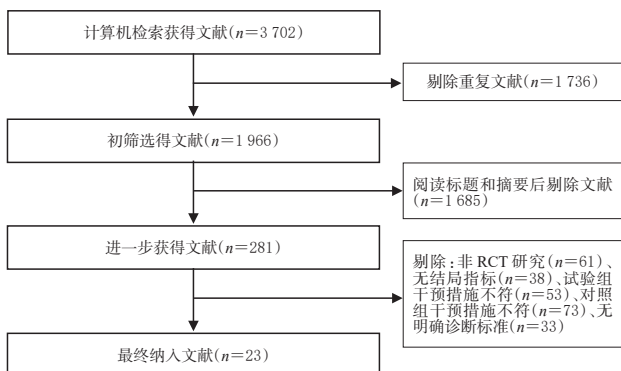 计算机检索获得文献(n=3 702)
剔除重复文献(n=1 736)
初筛选得文献(n=1 966)
阅读标题和摘要后剔除文献
(n=1 685)
进一步获得文献(n=281)
剔除:非 RCT 研究(n=61)、
无结局指标(n=38)、试验组
干预措施不符(n=53)、对照
组干预措施不符(n=73)、无
明确诊断标准(n=33)
最终纳入文献(n=23)